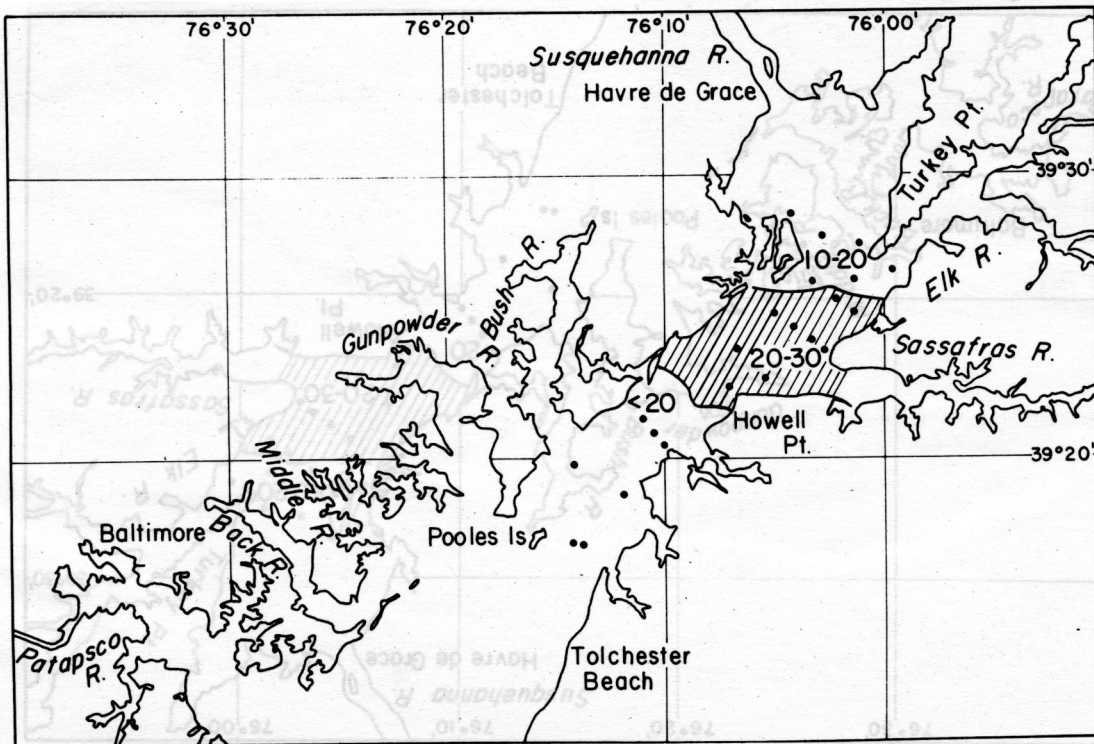 76°30'
76°20'
76°10'
76°00'
Susquehanna R.
Havre de Grace
Turkey Pt.
39°30'
10-20
Elk R.
Bush R.
Gunpowder R.
20-30
Sassafras R.
<20
Howell
Pt.
39°20'
Middle R.
Baltimore
Back R.
Pooles Is
Patapsco
R.
Tolchester
Beach